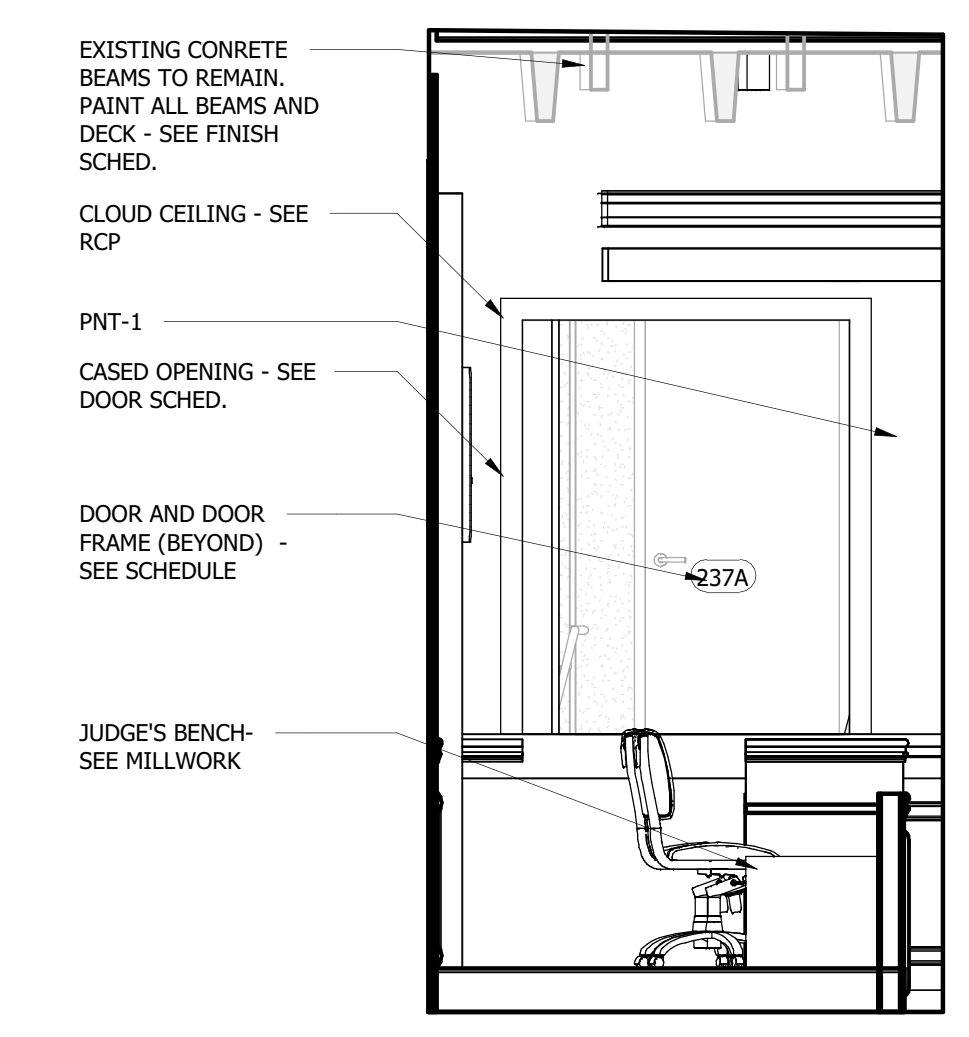 EXISTING CONRETE
BEAMS TO REMAIN.
PAINT ALL BEAMS AND
DECK - SEE FINISH
SCHED.
CLOUD CEILING - SEE
RCP
PNT-1
CASED OPENING - SEE
DOOR SCHED.
DOOR AND DOOR
FRAME (BEYOND) -
SEE SCHEDULE
237A
JUDGE'S BENCH-
SEE MILLWORK